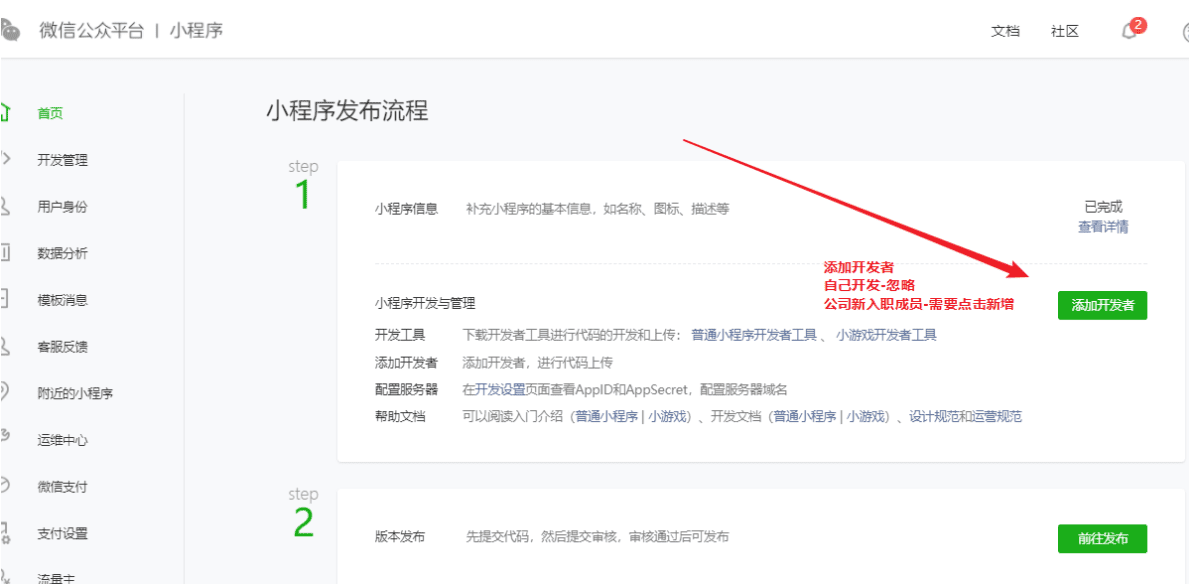 微信公众平台 | 小程序
文档 社区 2
首页
开发管理
用户身份
数据分析
模板消息
客服反馈
附近的小程序
运维中心
微信支付
支付设置
流量主
小程序发布流程
step
1
小程序信息 补充小程序的基本信息，如名称、图标、描述等
已完成
查看详情
添加开发者
自己开发-忽略
公司新入职成员-需要点击新增
添加开发者
小程序开发与管理
开发工具 下载开发者工具进行代码的开发和上传： 普通小程序开发者工具 、 小游戏开发者工具
添加开发者 添加开发者，进行代码上传
配置服务器 在开发设置页面查看AppID和AppSecret，配置服务器域名
帮助文档 可以阅读入门介绍（普通小程序 | 小游戏）、开发文档（普通小程序 | 小游戏）、设计规范和运营规范
step
2
版本发布 先提交代码，然后提交审核，审核通过后可发布
前往发布